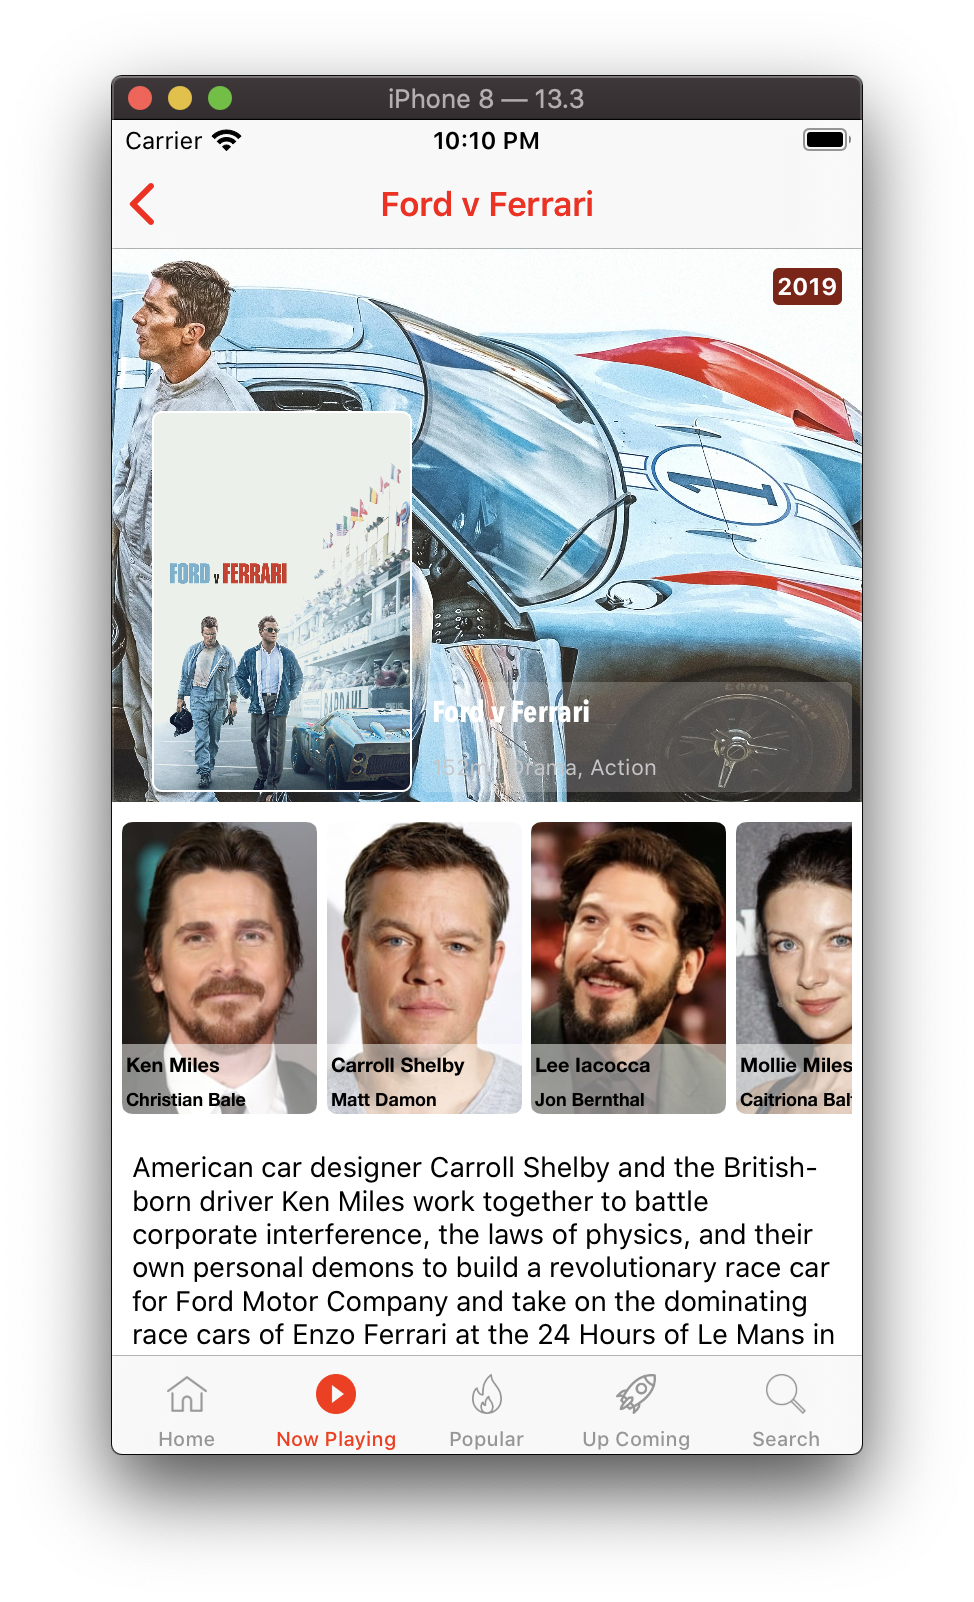 iPhone 8 — 13.3
Carrier
10:10 PM
Ford v Ferrari
2019
1
FORD v FERRARI
Ford v Ferrari
152m, Drama, Action
Ken Miles
Christian Bale
Carroll Shelby
Matt Damon
Lee Iacocca
Jon Bernthal
Mollie Miles
Caitriona
American car designer Carroll Shelby and the British-
born driver Ken Miles work together to battle
corporate interference, the laws of physics, and their
own personal demons to build a revolutionary race car
for Ford Motor Company and take on the dominating
race cars of Enzo Ferrari at the 24 Hours of Le Mans in
Home
Now Playing
Popular
Up Coming
Search